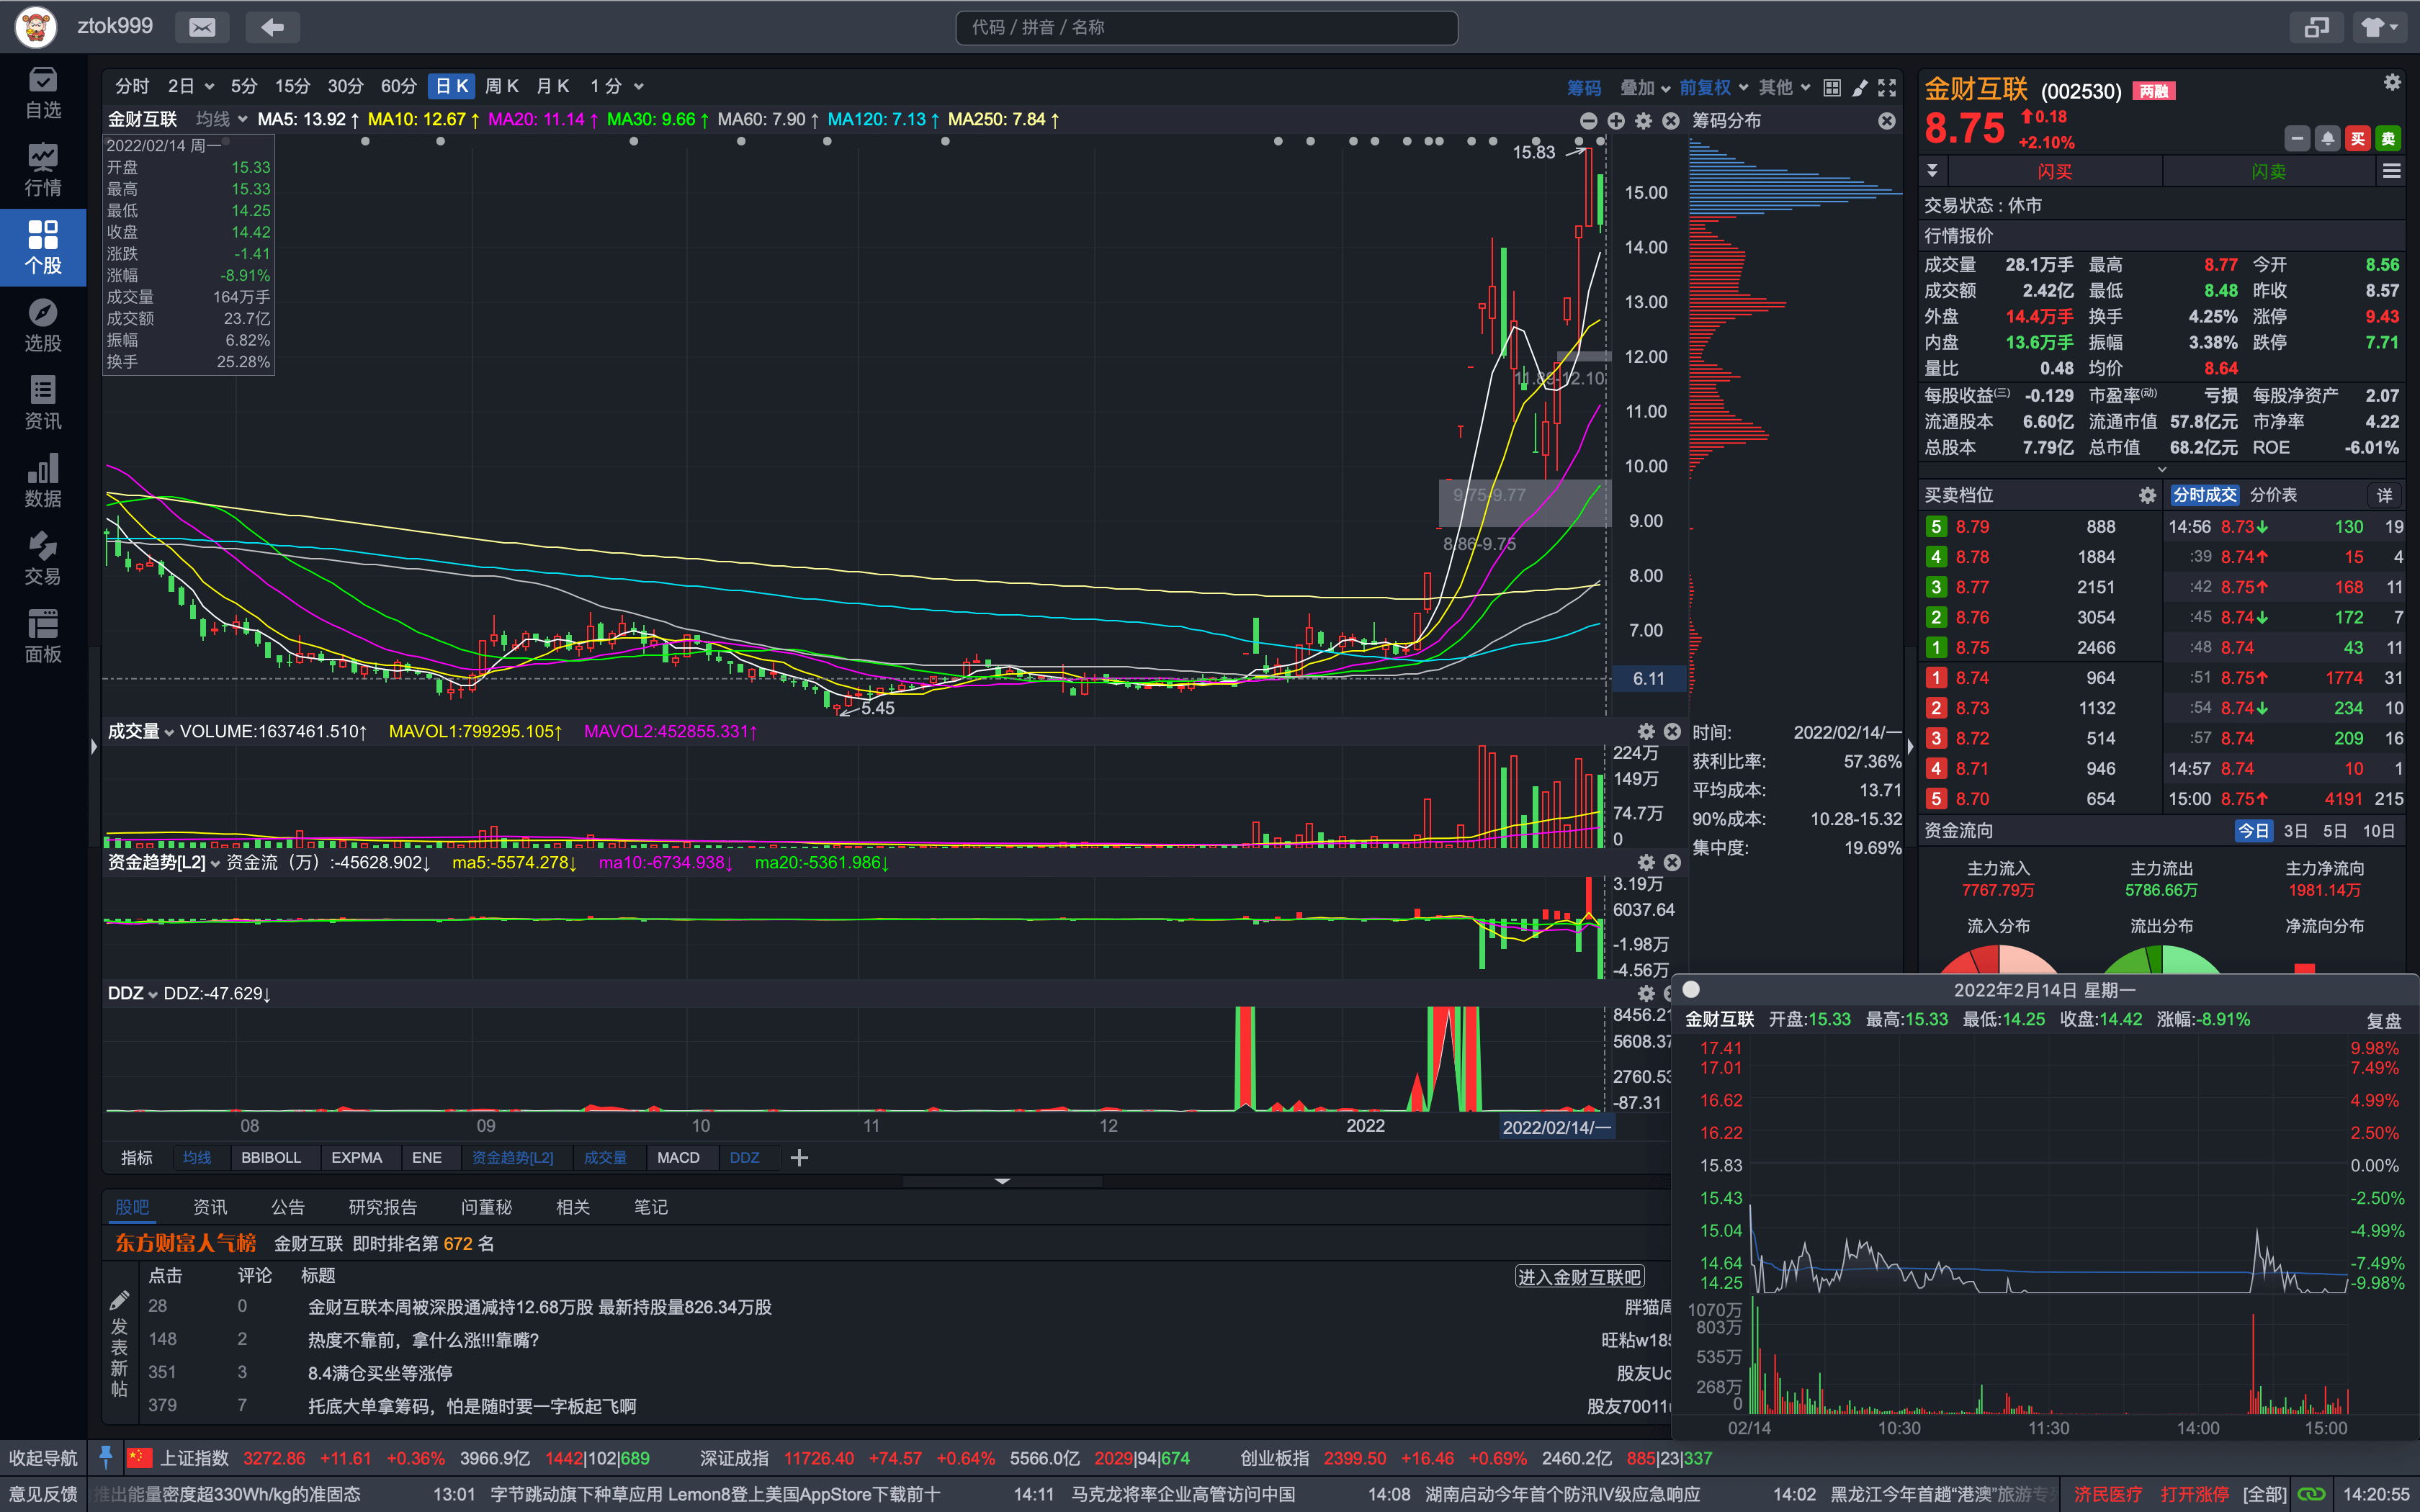 ztok999
代码 / 拼音 / 名称
自选
行情
个股
选股
资讯
数据
交易
面板
分时 2日 5分 15分 30分 60分 日K 周K 月K 1分 筹码 叠加 前复权 其他
金财互联 均线 MA5: 13.92↑ MA10: 12.67↑ MA20: 11.14↑ MA30: 9.66↑ MA60: 7.90↑ MA120: 7.13↑ MA250: 7.84↑
2022/02/14 周一
开盘 15.33
最高 15.33
最低 14.25
收盘 14.42
涨跌 -1.41
涨幅 -8.91%
成交量 164万手
成交额 23.7亿
振幅 6.82%
换手 25.28%
15.83
11.89-12.10
9.75-9.77
8.86-9.75
5.45
15.00
14.00
13.00
12.00
11.00
10.00
9.00
8.00
7.00
6.11
成交量 VOLUME:1637461.510↑ MAVOL1:799295.105↑ MAVOL2:452855.331↑
224万
149万
74.7万
0
资金趋势[L2] 资金流（万）:-45628.902↓ ma5:-5574.278↓ ma10:-6734.938↓ ma20:-5361.986↓
3.19万
6037.64
-1.98万
-4.56万
DDZ DDZ:-47.629↓
8456.21
5608.37
2760.53
-87.31
08 09 10 11 12 2022 2022/02/14/一
指标 均线 BBIBOLL EXPMA ENE 资金趋势[L2] 成交量 MACD DDZ
筹码分布
时间: 2022/02/14/一
获利比率: 57.36%
平均成本: 13.71
90%成本: 10.28-15.32
集中度: 19.69%
金财互联 (002530) 两融
8.75 0.18
+2.10%
买 卖
闪买 闪卖
交易状态 : 休市
行情报价
成交量 28.1万手 最高 8.77 今开 8.56
成交额 2.42亿 最低 8.48 昨收 8.57
外盘 14.4万手 换手 4.25% 涨停 9.43
内盘 13.6万手 振幅 3.38% 跌停 7.71
量比 0.48 均价 8.64
每股收益(三) -0.129 市盈率(动) 亏损 每股净资产 2.07
流通股本 6.60亿 流通市值 57.8亿元 市净率 4.22
总股本 7.79亿 总市值 68.2亿元 ROE -6.01%
买卖档位 分时成交 分价表 详
5 8.79 888 14:56 8.73↓ 130 19
4 8.78 1884 :39 8.74↑ 15 4
3 8.77 2151 :42 8.75↑ 168 11
2 8.76 3054 :45 8.74↓ 172 7
1 8.75 2466 :48 8.74 43 11
1 8.74 964 :51 8.75↑ 1774 31
2 8.73 1132 :54 8.74↓ 234 10
3 8.72 514 :57 8.74 209 16
4 8.71 946 14:57 8.74 10 1
5 8.70 654 15:00 8.75↑ 4191 215
资金流向 今日 3日 5日 10日
主力流入 主力流出 主力净流向
7767.79万 5786.66万 1981.14万
流入分布 流出分布 净流向分布
2022年2月14日 星期一
金财互联 开盘:15.33 最高:15.33 最低:14.25 收盘:14.42 涨幅:-8.91% 复盘
17.41 9.98%
17.01 7.49%
16.62 4.99%
16.22 2.50%
15.83 0.00%
15.43 -2.50%
15.04 -4.99%
14.64 -7.49%
14.25 -9.98%
1070万
803万
535万
268万
0
02/14 10:30 11:30 14:00 15:00
股吧 资讯 公告 研究报告 问董秘 相关 笔记
东方财富人气榜 金财互联 即时排名第 672 名
发表新帖
点击 评论 标题 进入金财互联吧
28 0 金财互联本周被深股通减持12.68万股 最新持股量826.34万股 胖猫周
148 2 热度不靠前，拿什么涨!!!靠嘴? 旺粘w185
351 3 8.4满仓买坐等涨停 股友Uc
379 7 托底大单拿筹码，怕是随时要一字板起飞啊 股友70011
收起导航 上证指数 3272.86 +11.61 +0.36% 3966.9亿 1442|102|689 深证成指 11726.40 +74.57 +0.64% 5566.0亿 2029|94|674 创业板指 2399.50 +16.46 +0.69% 2460.2亿 885|23|337
意见反馈 推出能量密度超330Wh/kg的准固态 13:01 字节跳动旗下种草应用 Lemon8登上美国AppStore下载前十 14:11 马克龙将率企业高管访问中国 14:08 湖南启动今年首个防汛IV级应急响应 14:02 黑龙江今年首趟“港澳”旅游专 济民医疗 打开涨停 [全部] 14:20:55